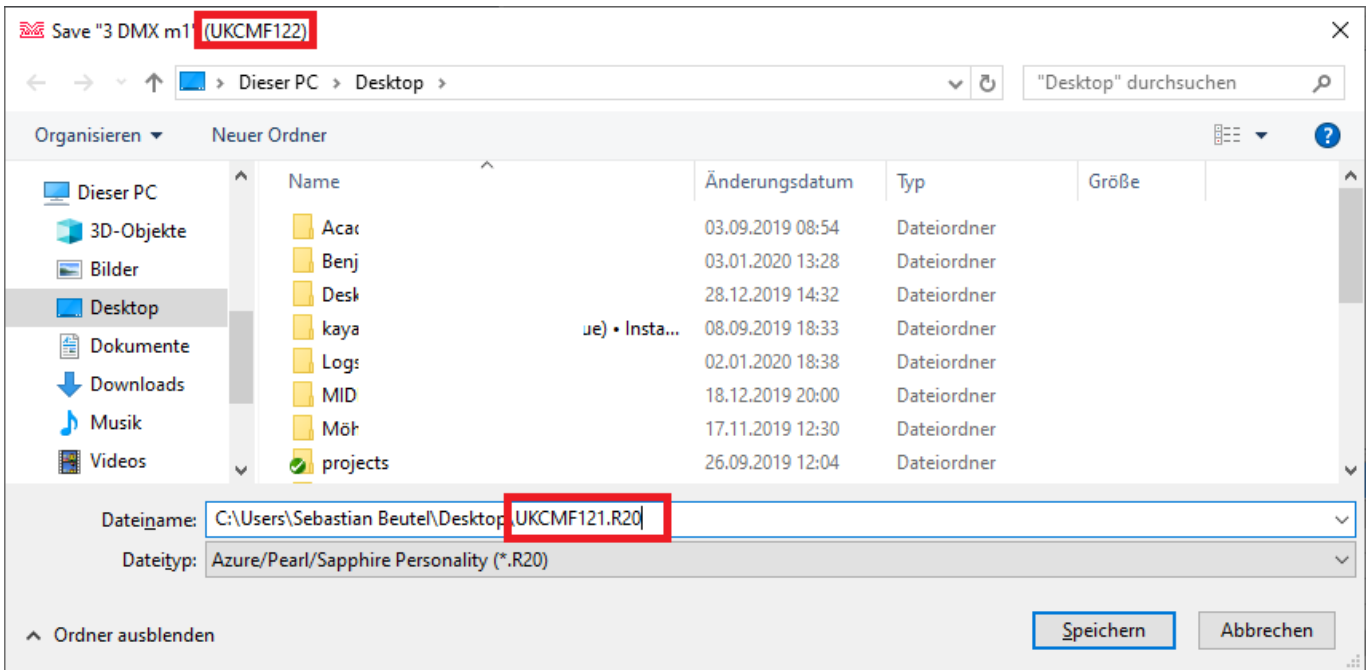 Save "3 DMX m1" (UKCMF122)
Dieser PC > Desktop >
"Desktop" durchsuchen
Organisieren
Neuer Ordner
Name
Änderungsdatum
Typ
Größe
Dieser PC
3D-Objekte
Bilder
Desktop
Dokumente
Downloads
Musik
Videos
Acac 03.09.2019 08:54 Dateiordner
Benj 03.01.2020 13:28 Dateiordner
Desk 28.12.2019 14:32 Dateiordner
kaya ue) • Insta... 08.09.2019 18:33 Dateiordner
Logs 02.01.2020 18:38 Dateiordner
MID 18.12.2019 20:00 Dateiordner
Möh 17.11.2019 12:30 Dateiordner
projects 26.09.2019 12:04 Dateiordner
Dateiname: C:\Users\Sebastian Beutel\Desktop\UKCMF121.R20
Dateityp: Azure/Pearl/Sapphire Personality (*.R20)
Ordner ausblenden
Speichern
Abbrechen